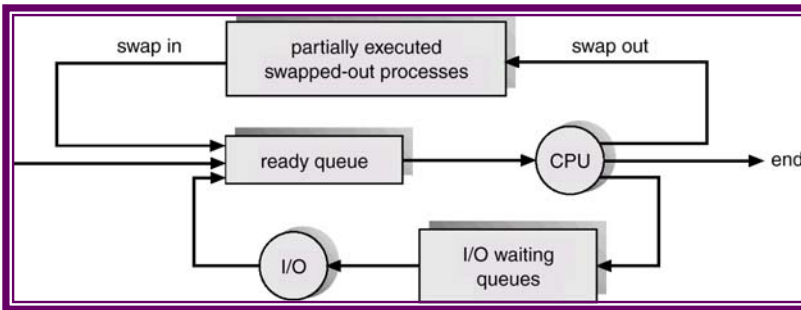 swap in
partially executed
swapped-out processes
swap out
ready queue
CPU
end
I/O
I/O waiting
queues